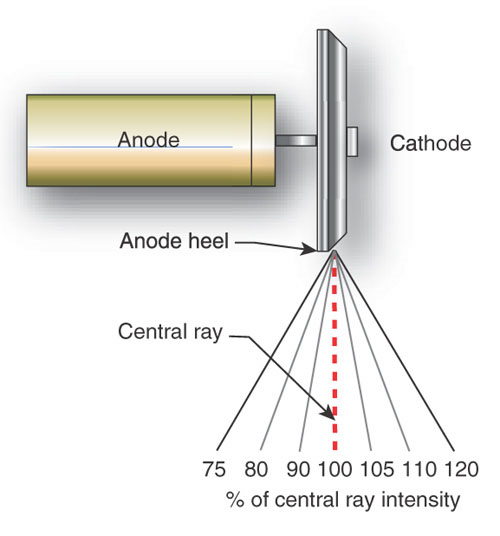 Anode
Cathode
Anode heel
Central ray
75 80 90 100 105 110 120
% of central ray intensity